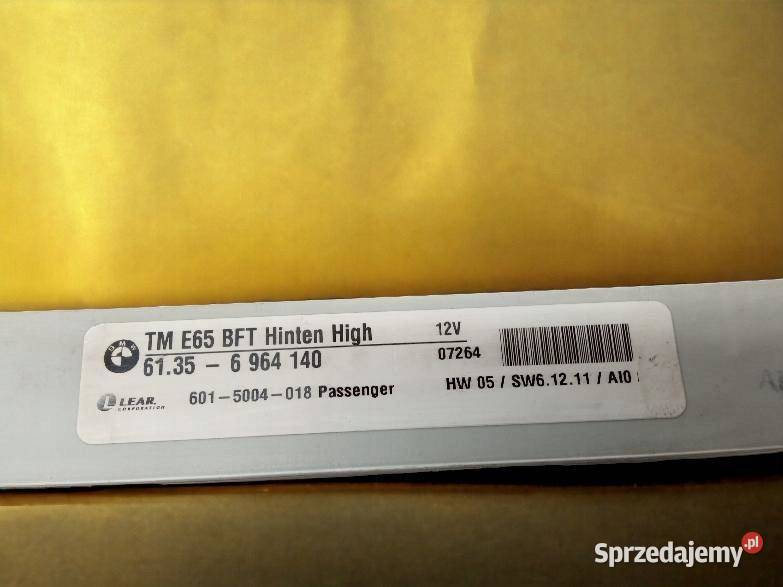 BMW
TM E65 BFT Hinten High 12V
61.35 - 6 964 140 07264
LEAR
CORPORATION
601-5004-018 Passenger
HW 05 / SW6.12.11 / AI0
Sprzedajemy.pl